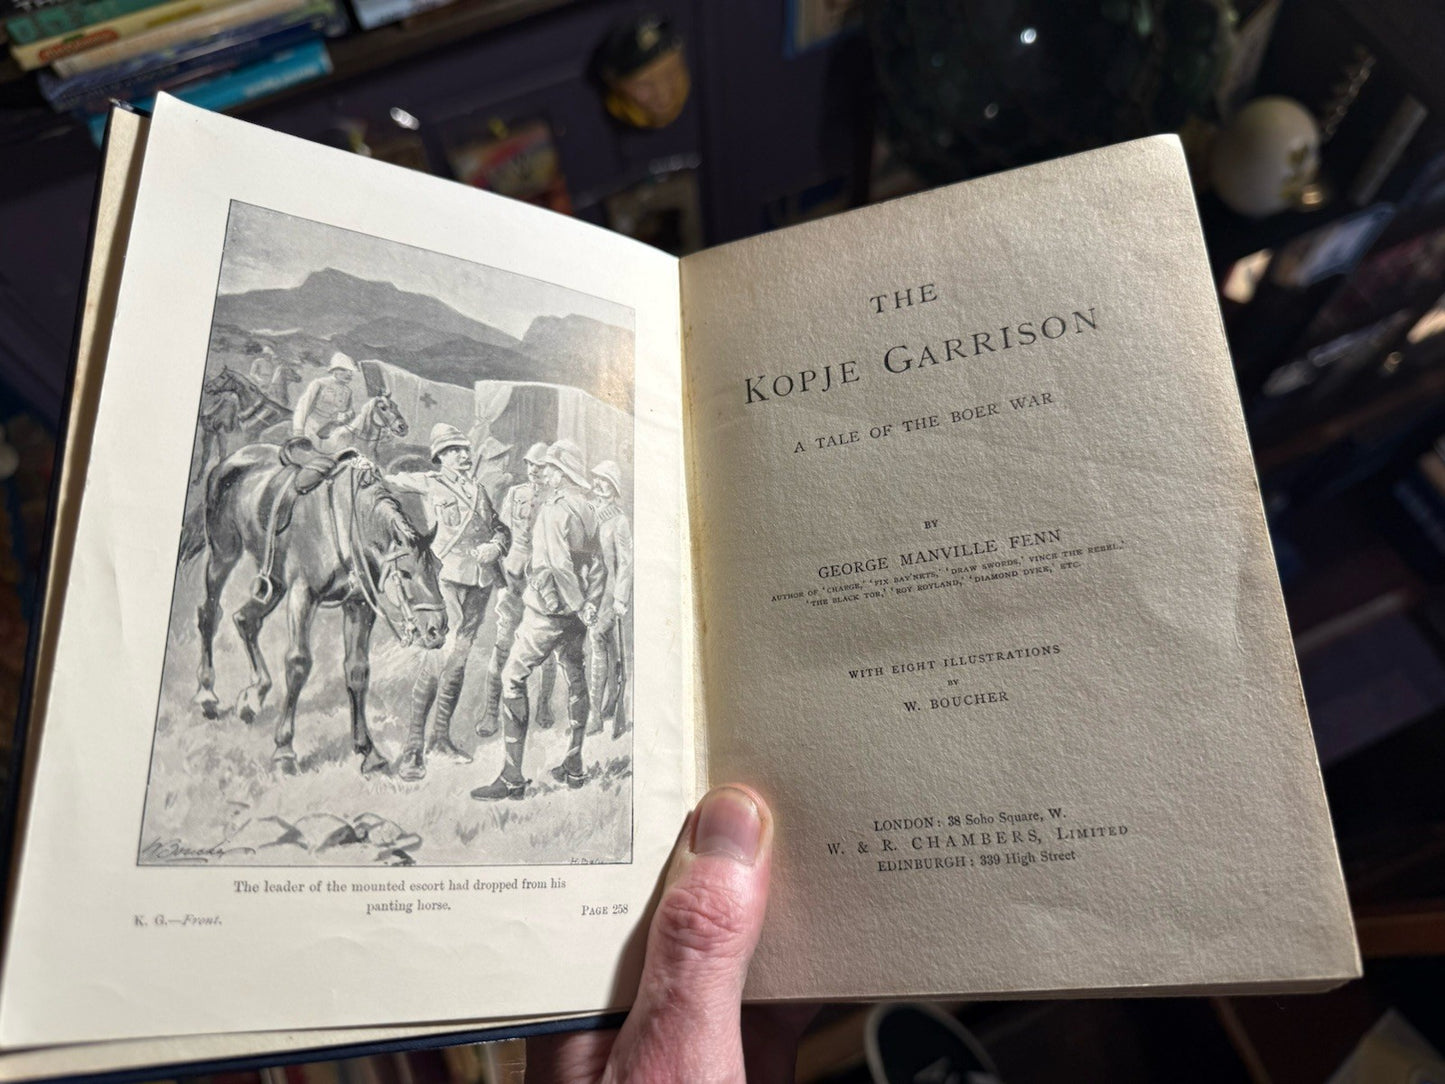 The leader of the mounted escort had dropped from his
panting horse.
K. G.—Front.
PAGE 258
THE
KOPJE GARRISON
A TALE OF THE BOER WAR
BY
GEORGE MANVILLE FENN
AUTHOR OF 'CHARGE,' 'FIX BAY'NETS,' 'DRAW SWORDS,' VINCE THE REBEL,'
'THE BLACK TOR,' 'ROY ROYLAND,' 'DIAMOND DYKE,' ETC.
WITH EIGHT ILLUSTRATIONS
BY
W. BOUCHER
LONDON: 38 Soho Square, W.
W. & R. CHAMBERS, LIMITED
EDINBURGH: 339 High Street